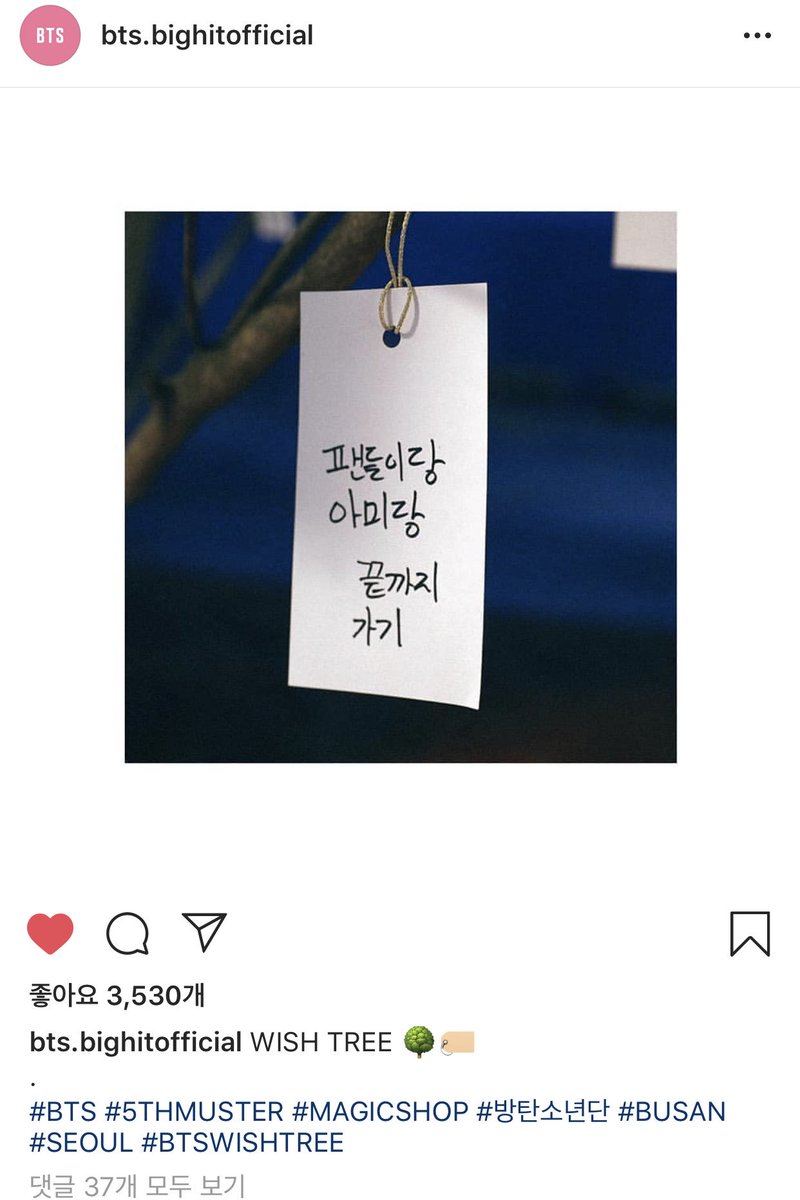 BTS
bts.bighitofficial
팬들이랑
아미랑
끝까지
가기
좋아요 3,530개
bts.bighitofficial WISH TREE 🌳🏷️
.
#BTS #5THMUSTER #MAGICSHOP #방탄소년단 #BUSAN
#SEOUL #BTSWISHTREE
댓글 37개 모두 보기